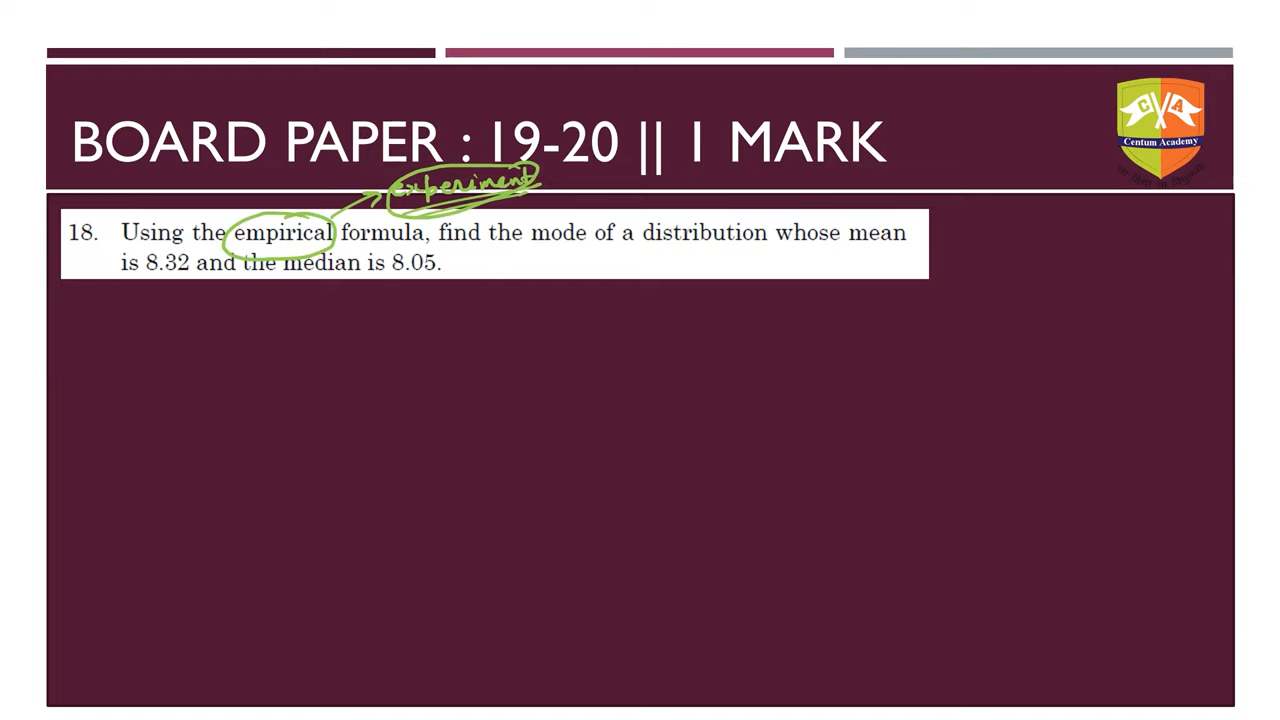 BOARD PAPER : 19-20 || 1 MARK
C A
Centum Academy
experiment
18. Using the empirical formula, find the mode of a distribution whose mean
is 8.32 and the median is 8.05.